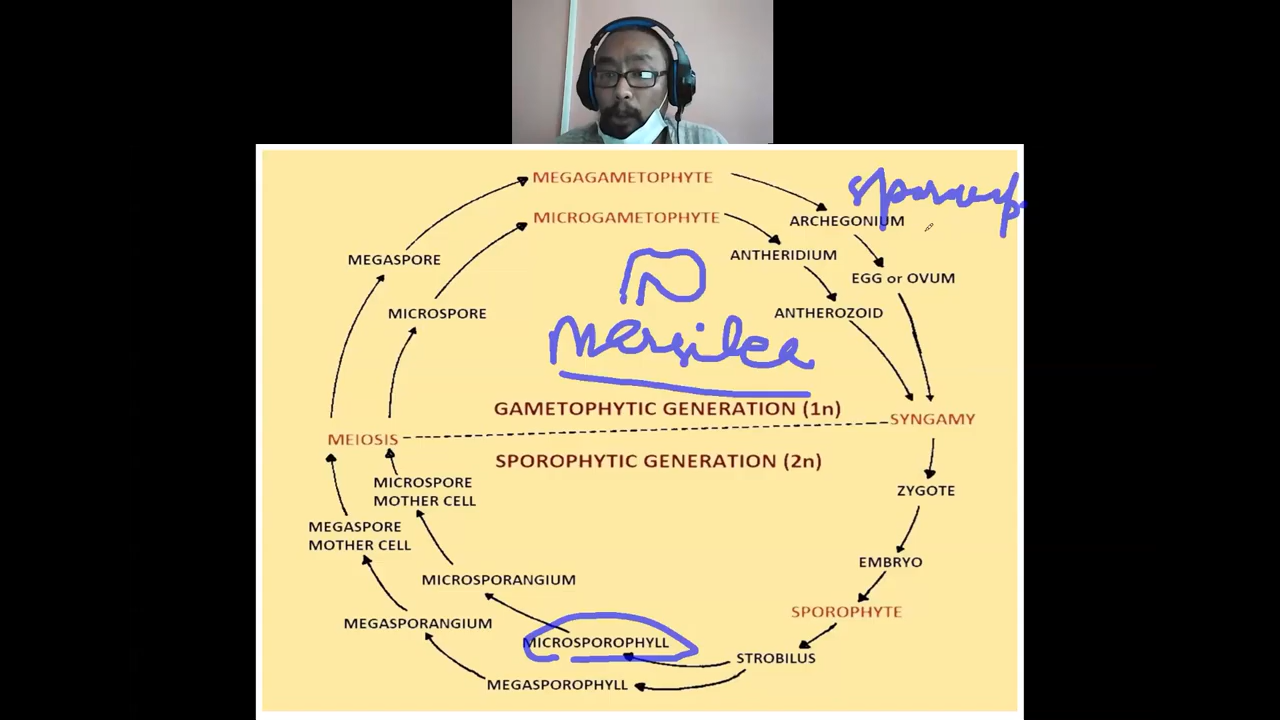 MEGAGAMETOPHYTE
MICROGAMETOPHYTE
ARCHEGONIUM
ANTHERIDIUM
MEGASPORE
EGG or OVUM
MICROSPORE
ANTHEROZOID
Marsilea
GAMETOPHYTIC GENERATION (1n)
SYNGAMY
MEIOSIS
SPOROPHYTIC GENERATION (2n)
MICROSPORE
MOTHER CELL
ZYGOTE
MEGASPORE
MOTHER CELL
EMBRYO
MICROSPORANGIUM
SPOROPHYTE
MEGASPORANGIUM
MICROSPOROPHYLL
STROBILUS
MEGASPOROPHYLL